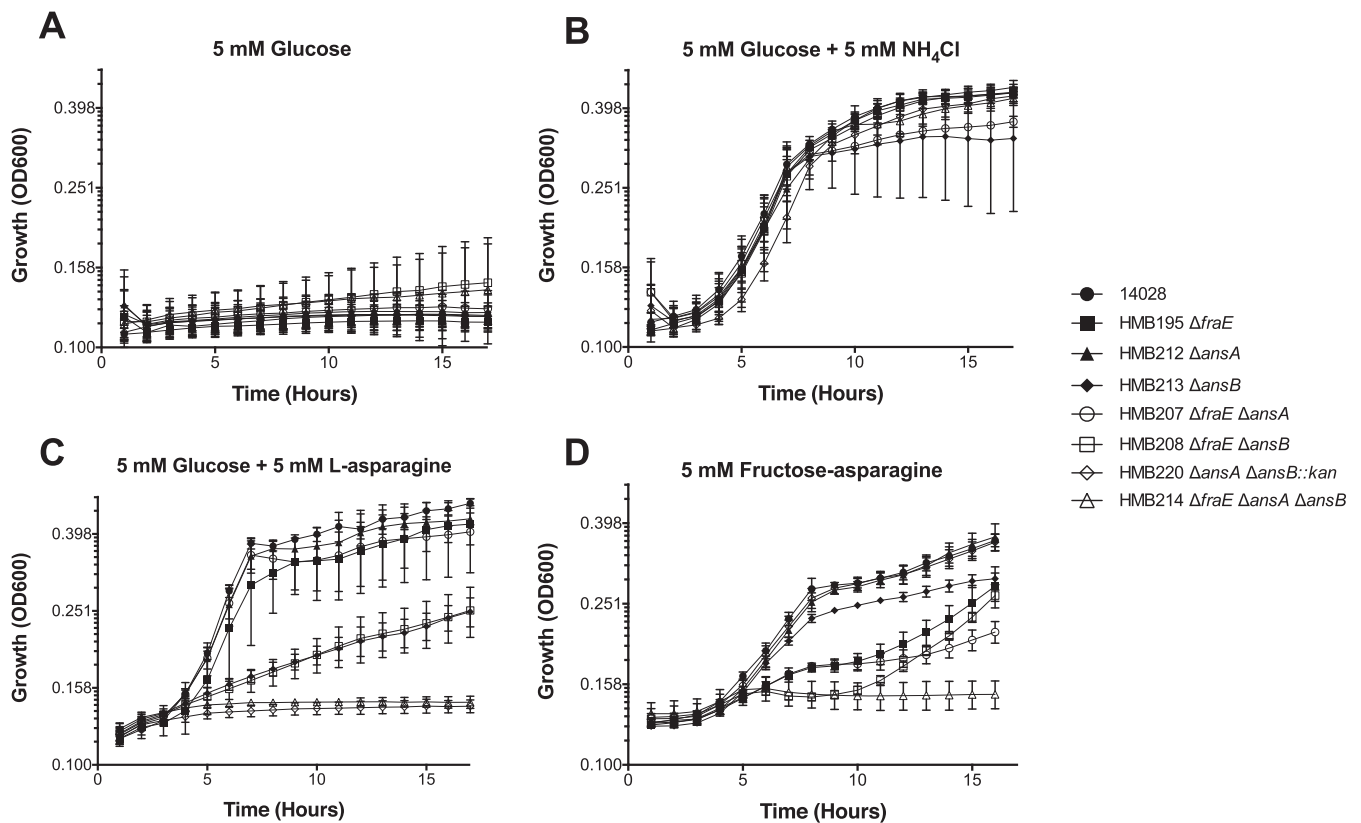 A
5 mM Glucose
Growth (OD600)
0.398
0.251
0.158
0.100
0
5
10
15
Time (Hours)
B
5 mM Glucose + 5 mM NH4Cl
Growth (OD600)
0.398
0.251
0.158
0.100
0
5
10
15
Time (Hours)
14028
HMB195 ΔfraE
HMB212 ΔansA
HMB213 ΔansB
HMB207 ΔfraE ΔansA
HMB208 ΔfraE ΔansB
HMB220 ΔansA ΔansB::kan
HMB214 ΔfraE ΔansA ΔansB
C
5 mM Glucose + 5 mM L-asparagine
Growth (OD600)
0.398
0.251
0.158
0.100
0
5
10
15
Time (Hours)
D
5 mM Fructose-asparagine
Growth (OD600)
0.398
0.251
0.158
0.100
0
5
10
15
Time (Hours)